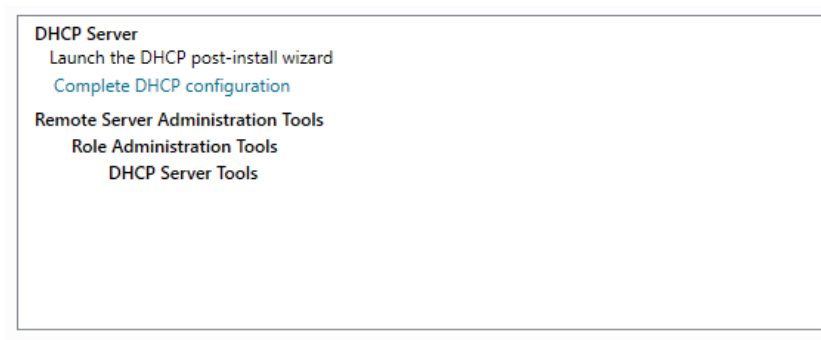 DHCP Server
Launch the DHCP post-install wizard
Complete DHCP configuration
Remote Server Administration Tools
Role Administration Tools
DHCP Server Tools